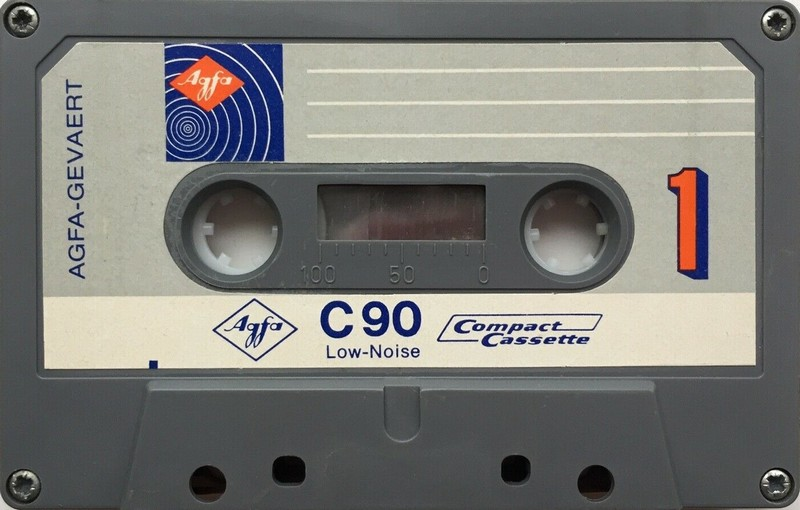 AGFA-GEVAERT
Agfa
1
100 50 0
Agfa
C 90
Low-Noise
Compact
Cassette